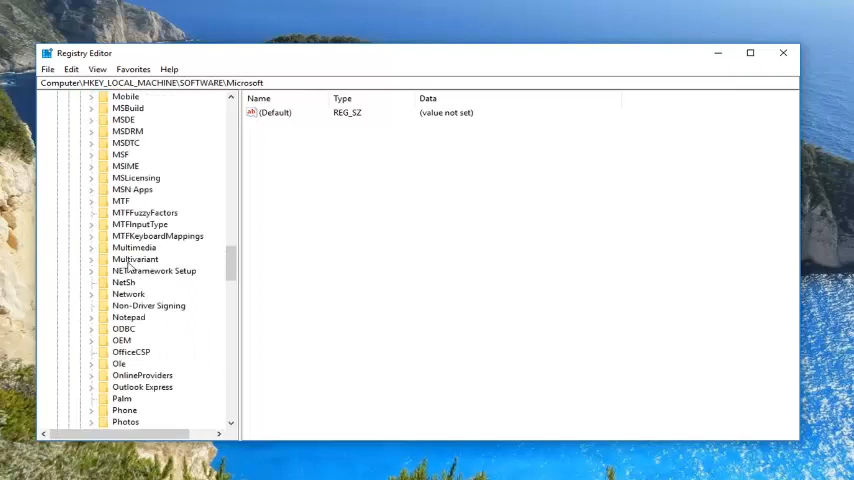 Registry Editor
File Edit View Favorites Help
Computer\HKEY_LOCAL_MACHINE\SOFTWARE\Microsoft
Name Type Data
(Default) REG_SZ (value not set)
Mobile
MSBuild
MSDE
MSDRM
MSDTC
MSF
MSIME
MSLicensing
MSN Apps
MTF
MTFFuzzyFactors
MTFInputType
MTFKeyboardMappings
Multimedia
Multivariant
NET Framework Setup
NetSh
Network
Non-Driver Signing
Notepad
ODBC
OEM
OfficeCSP
Ole
OnlineProviders
Outlook Express
Palm
Phone
Photos